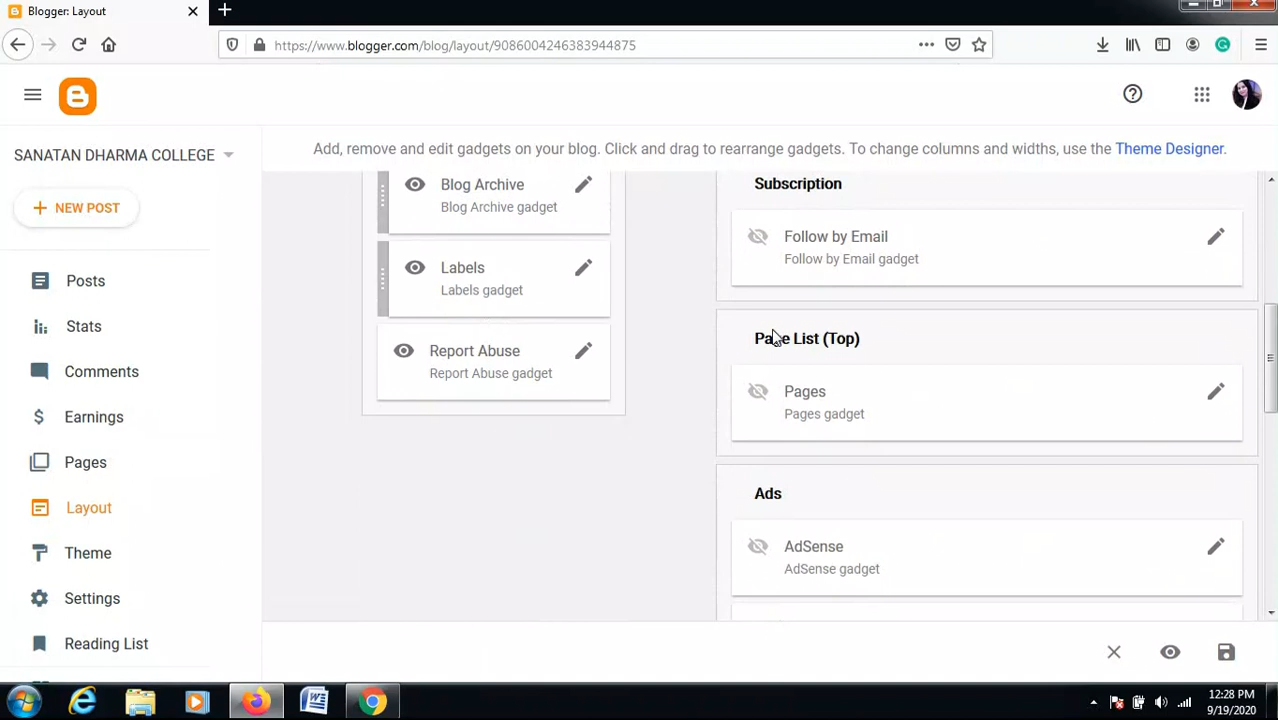 Blogger: Layout
https://www.blogger.com/blog/layout/9086004246383944875
SANATAN DHARMA COLLEGE
NEW POST
Posts
Stats
Comments
Earnings
Pages
Layout
Theme
Settings
Reading List
Add, remove and edit gadgets on your blog. Click and drag to rearrange gadgets. To change columns and widths, use the Theme Designer.
Blog Archive
Blog Archive gadget
Labels
Labels gadget
Report Abuse
Report Abuse gadget
Subscription
Follow by Email
Follow by Email gadget
Page List (Top)
Pages
Pages gadget
Ads
AdSense
AdSense gadget
12:28 PM
9/19/2020